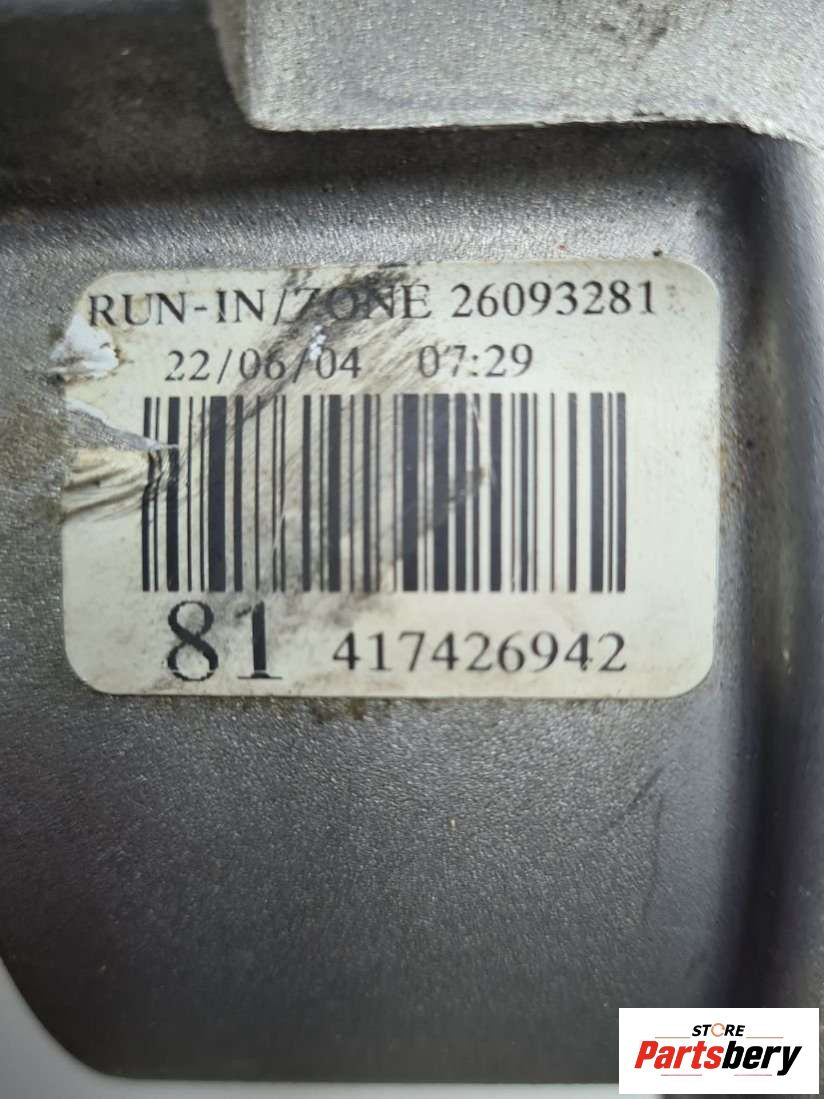 RUN-IN/ZONE 26093281
22/06/04 07:29
81 417426942
STORE
Partsbery